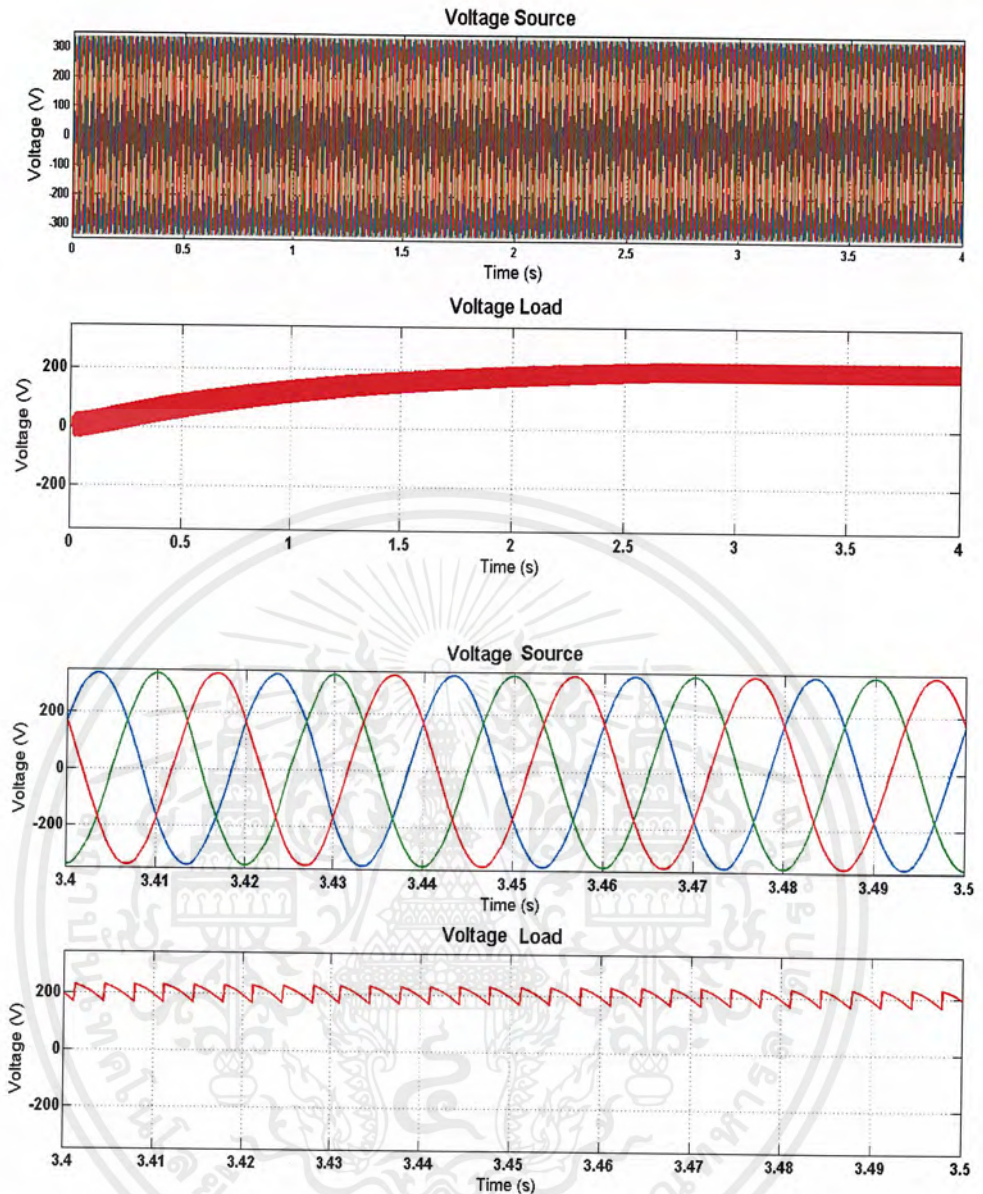 Voltage Source
Voltage (V)
300
200
100
0
-100
-200
-300
0 0.5 1 1.5 2 2.5 3 3.5 4
Time (s)
Voltage Load
Voltage (V)
200
0
-200
0 0.5 1 1.5 2 2.5 3 3.5 4
Time (s)
Voltage Source
Voltage (V)
200
0
-200
3.4 3.41 3.42 3.43 3.44 3.45 3.46 3.47 3.48 3.49 3.5
Time (s)
Voltage Load
Voltage (V)
200
0
-200
3.4 3.41 3.42 3.43 3.44 3.45 3.46 3.47 3.48 3.49 3.5
Time (s)